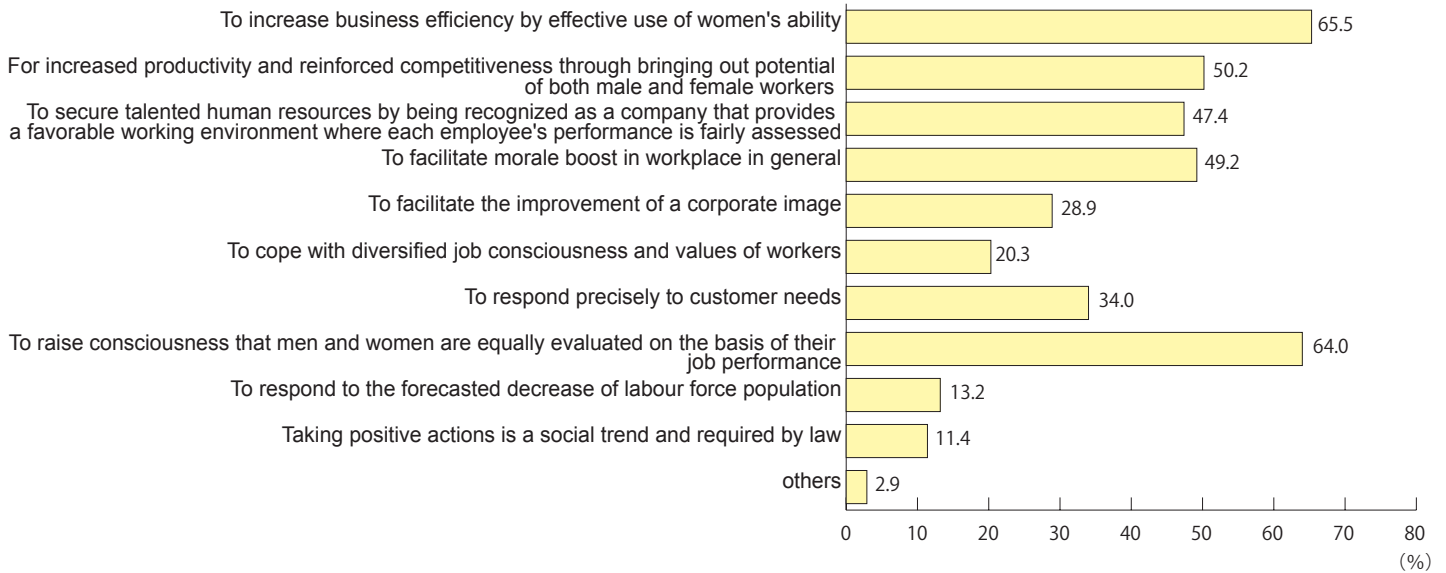 To increase business efficiency by effective use of women's ability
65.5
For increased productivity and reinforced competitiveness through bringing out potential
of both male and female workers
50.2
To secure talented human resources by being recognized as a company that provides
a favorable working environment where each employee's performance is fairly assessed
47.4
To facilitate morale boost in workplace in general
49.2
To facilitate the improvement of a corporate image
28.9
To cope with diversified job consciousness and values of workers
20.3
To respond precisely to customer needs
34.0
To raise consciousness that men and women are equally evaluated on the basis of their
job performance
64.0
To respond to the forecasted decrease of labour force population
13.2
Taking positive actions is a social trend and required by law
11.4
others
2.9
0 10 20 30 40 50 60 70 80
(%)